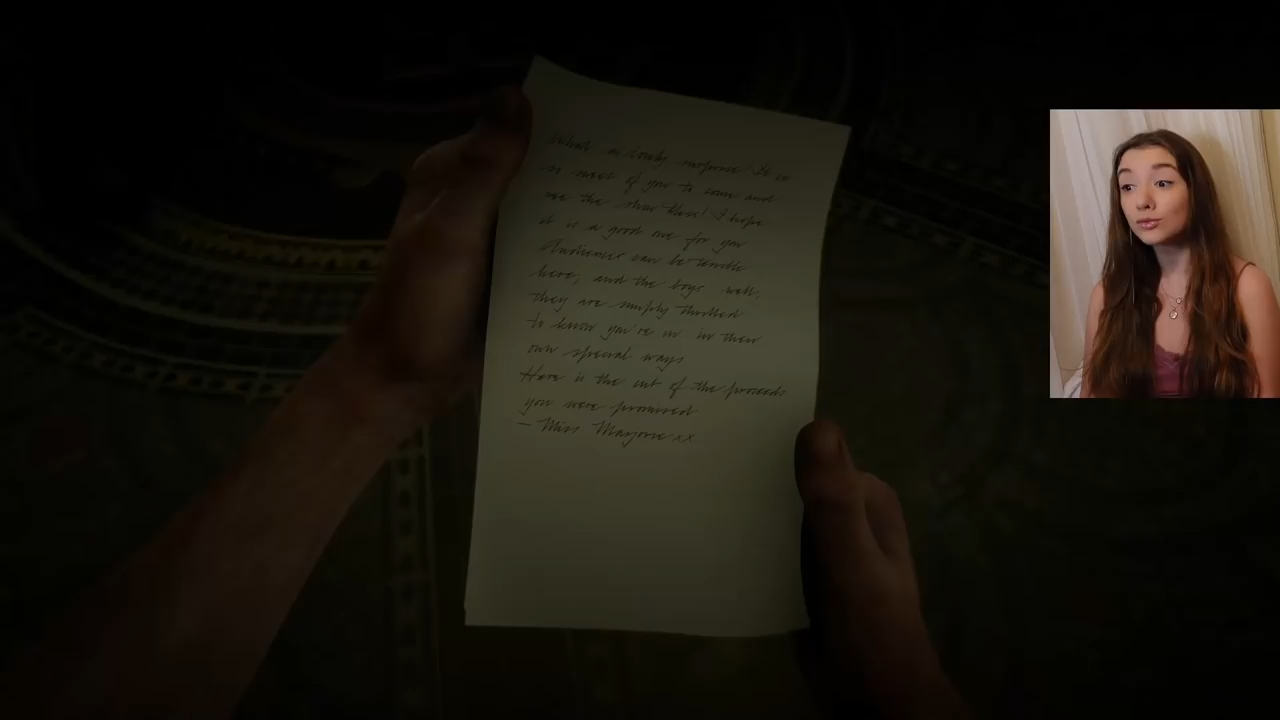 What a lovely surprise! It is
so sweet of you to come and
see the show these! I hope
it is a good one for you
Audiences can be terrible
here, and the boys, well,
they are simply thrilled
to know you're in in their
own special ways
Here is the cut of the proceeds
you were promised
— Miss Marjorie xx